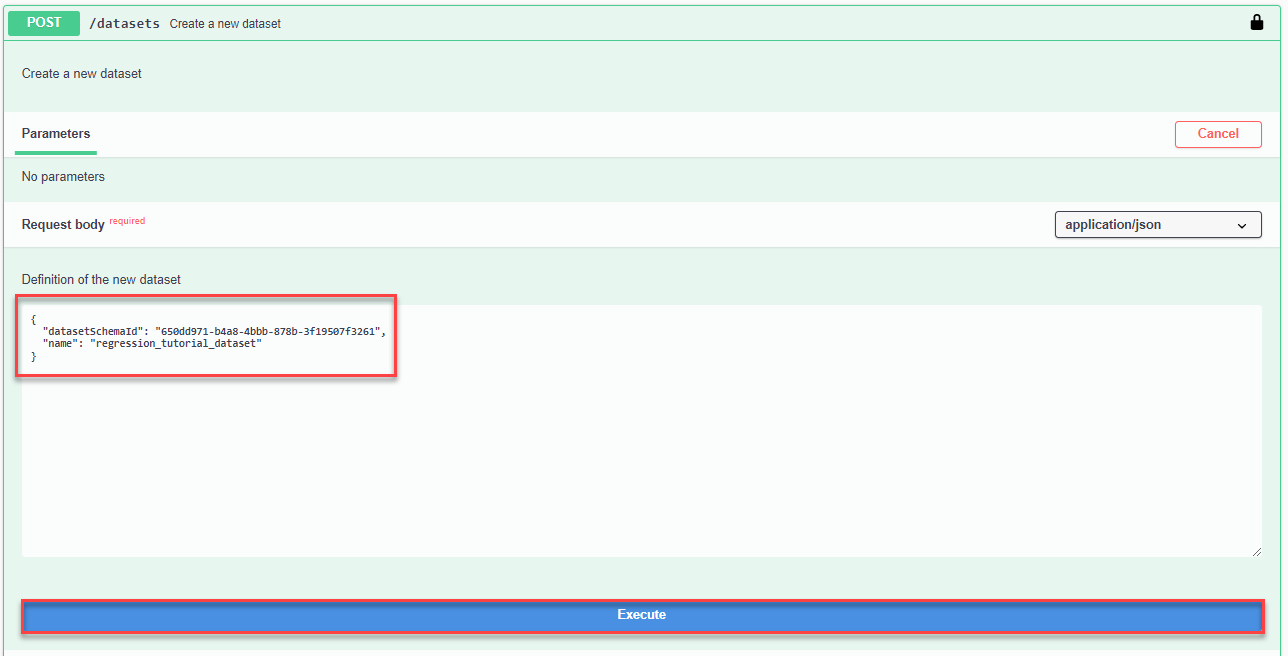 POST /datasets Create a new dataset
Create a new dataset
Parameters Cancel
No parameters
Request body required application/json
Definition of the new dataset
{
  "datasetSchemaId": "650dd971-b4a8-4bbb-878b-3f19507f3261",
  "name": "regression_tutorial_dataset"
}
Execute